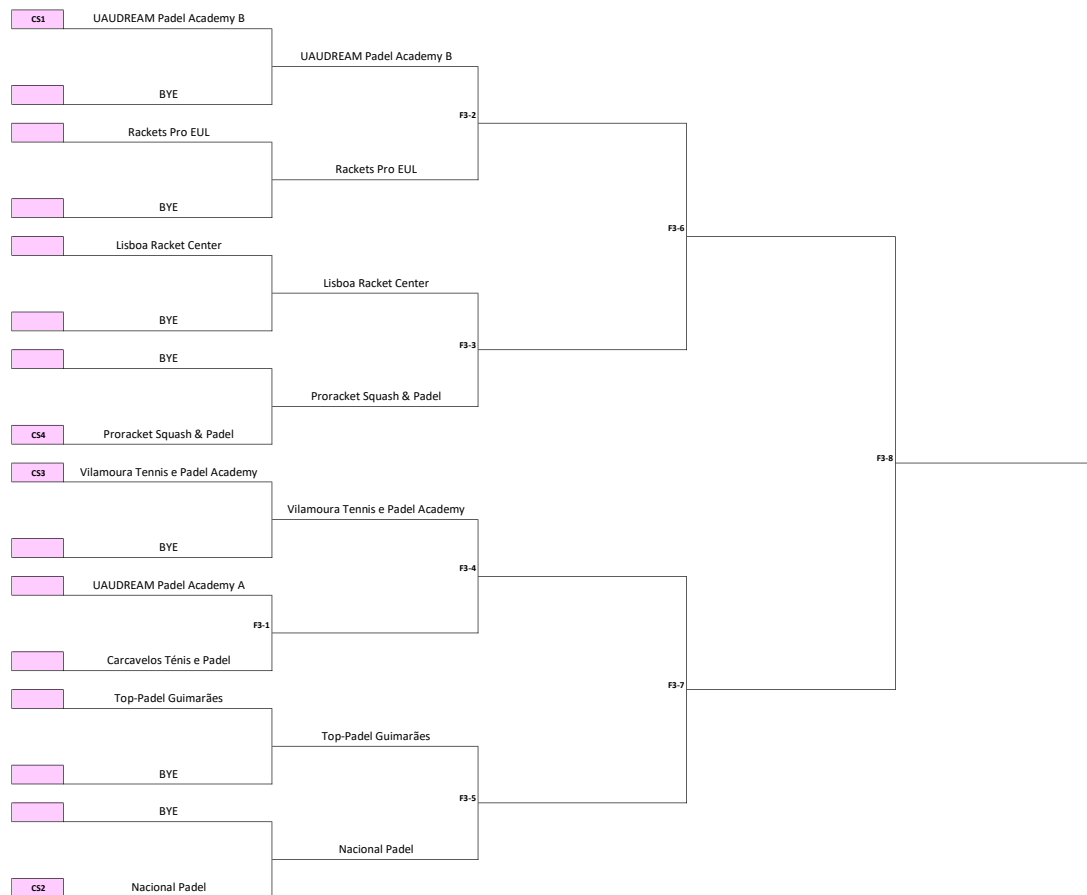 CS1 UAUDREAM Padel Academy B
UAUDREAM Padel Academy B
BYE
F3-2
Rackets Pro EUL
Rackets Pro EUL
BYE
F3-6
Lisboa Racket Center
Lisboa Racket Center
BYE
F3-3
BYE
Proracket Squash & Padel
CS4 Proracket Squash & Padel
F3-8
CS3 Vilamoura Tennis e Padel Academy
Vilamoura Tennis e Padel Academy
BYE
F3-4
UAUDREAM Padel Academy A
F3-1
Carcavelos Ténis e Padel
F3-7
Top-Padel Guimarães
Top-Padel Guimarães
BYE
F3-5
BYE
Nacional Padel
CS2 Nacional Padel